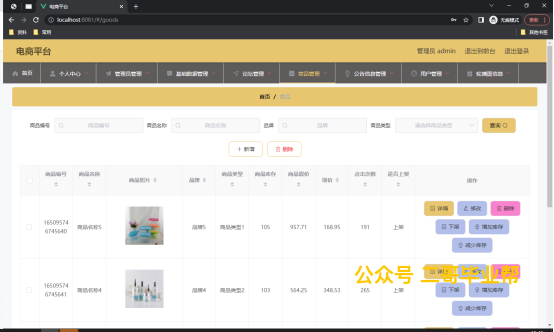 电商平台
localhost:8081/#/goods
无痕模式
更新
资料
常用
其他书签
电商平台
管理员 admin
退出到前台
退出登录
首页
个人中心
管理员管理
基础数据管理
论坛管理
商品管理
公告信息管理
用户管理
轮播图信息
首页 / 商品
商品编号 商品编号
商品名称 商品名称
品牌 品牌
商品类型 请选择商品类型
查询
+ 新增
删除
商品编号 商品名称 商品照片 品牌 商品类型 商品库存 商品原价 现价 点击次数 是否上架 操作
详情 修改 删除
16509574
6745640
商品名称5 品牌5 商品类型1 105 957.71 168.95 191 上架
下架 增加库存
减少库存
公众号
详情
16509574
6745641
商品名称4 品牌4 商品类型2 103 564.25 348.53 265 上架
下架 增加库存
减少库存